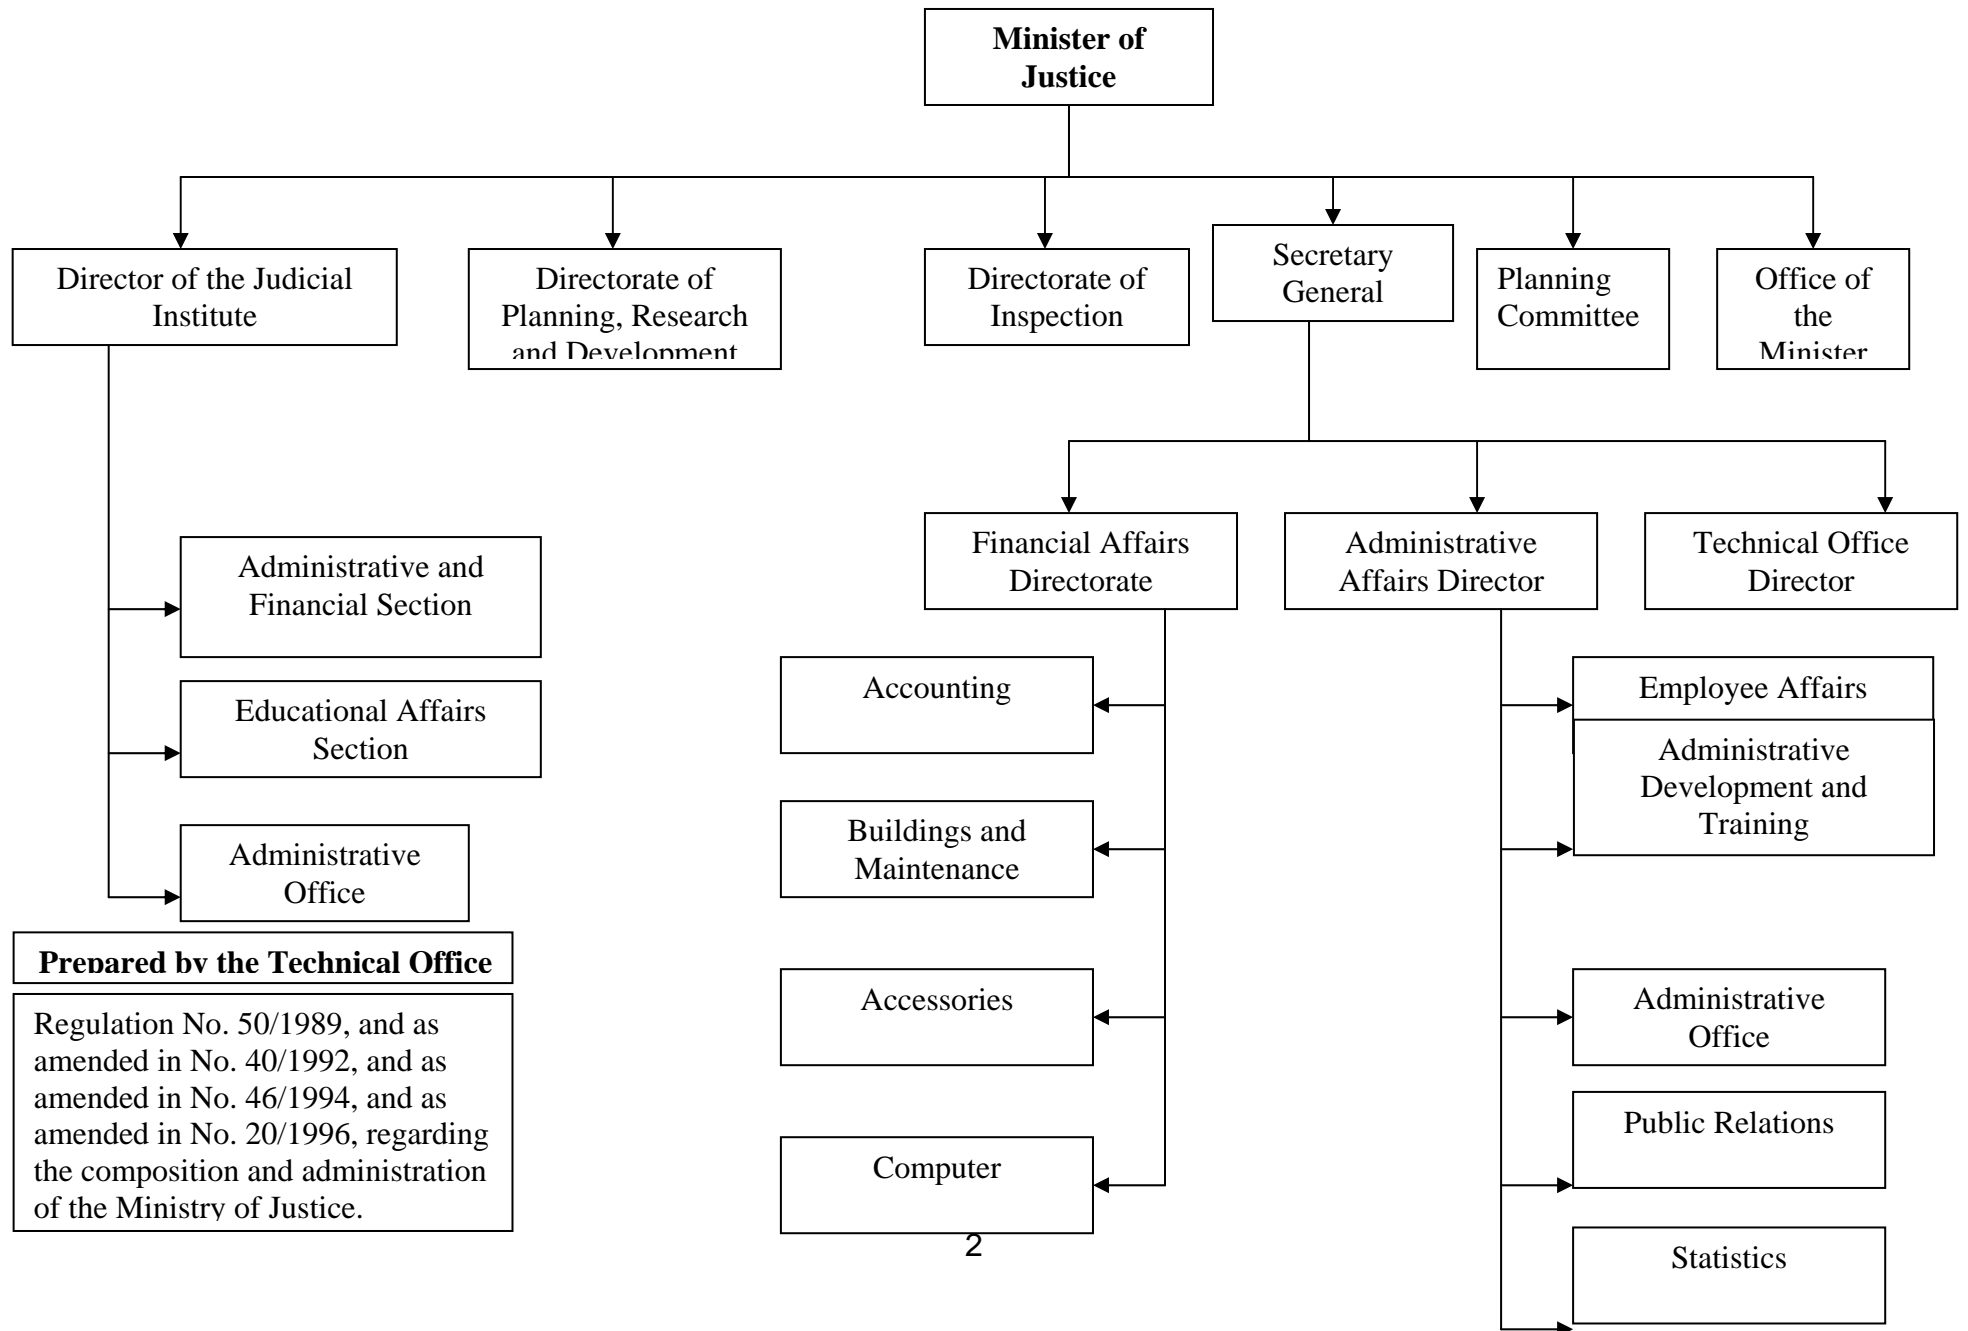 Minister of
Justice
Director of the Judicial
Institute
Directorate of
Planning, Research
and Development
Directorate of
Inspection
Secretary
General
Planning
Committee
Office of
the
Minister
Financial Affairs
Directorate
Administrative
Affairs Director
Technical Office
Director
Administrative and
Financial Section
Educational Affairs
Section
Administrative
Office
Accounting
Buildings and
Maintenance
Accessories
Computer
Employee Affairs
Administrative
Development and
Training
Administrative
Office
Public Relations
Statistics
Prepared by the Technical Office
Regulation No. 50/1989, and as
amended in No. 40/1992, and as
amended in No. 46/1994, and as
amended in No. 20/1996, regarding
the composition and administration
of the Ministry of Justice.
2